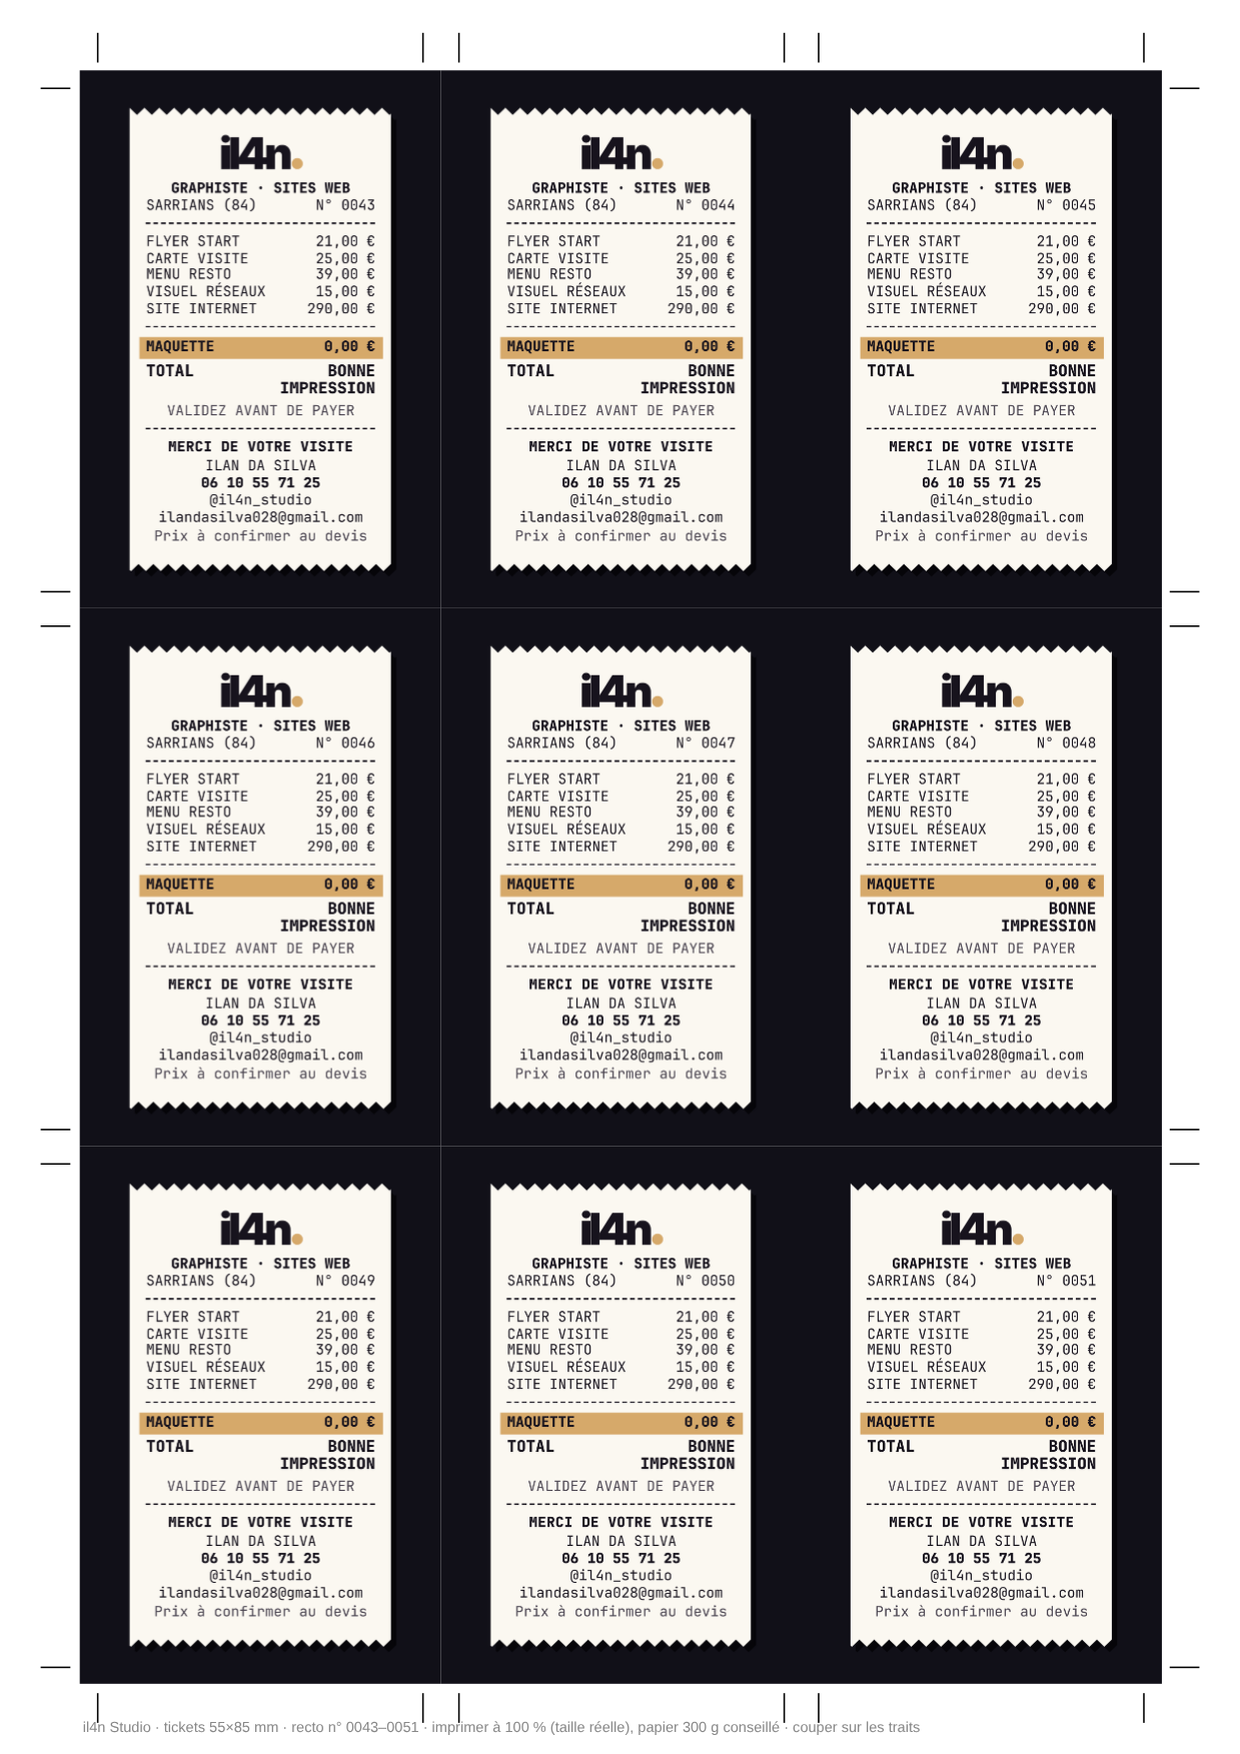 il4n.
GRAPHISTE · SITES WEB
SARRIANS (84) N° 0043
FLYER START 21,00 €
CARTE VISITE 25,00 €
MENU RESTO 39,00 €
VISUEL RÉSEAUX 15,00 €
SITE INTERNET 290,00 €
MAQUETTE 0,00 €
TOTAL BONNE
IMPRESSION
VALIDEZ AVANT DE PAYER
MERCI DE VOTRE VISITE
ILAN DA SILVA
06 10 55 71 25
@il4n_studio
ilandasilva028@gmail.com
Prix à confirmer au devis
il4n.
GRAPHISTE · SITES WEB
SARRIANS (84) N° 0044
FLYER START 21,00 €
CARTE VISITE 25,00 €
MENU RESTO 39,00 €
VISUEL RÉSEAUX 15,00 €
SITE INTERNET 290,00 €
MAQUETTE 0,00 €
TOTAL BONNE
IMPRESSION
VALIDEZ AVANT DE PAYER
MERCI DE VOTRE VISITE
ILAN DA SILVA
06 10 55 71 25
@il4n_studio
ilandasilva028@gmail.com
Prix à confirmer au devis
il4n.
GRAPHISTE · SITES WEB
SARRIANS (84) N° 0045
FLYER START 21,00 €
CARTE VISITE 25,00 €
MENU RESTO 39,00 €
VISUEL RÉSEAUX 15,00 €
SITE INTERNET 290,00 €
MAQUETTE 0,00 €
TOTAL BONNE
IMPRESSION
VALIDEZ AVANT DE PAYER
MERCI DE VOTRE VISITE
ILAN DA SILVA
06 10 55 71 25
@il4n_studio
ilandasilva028@gmail.com
Prix à confirmer au devis
il4n.
GRAPHISTE · SITES WEB
SARRIANS (84) N° 0046
FLYER START 21,00 €
CARTE VISITE 25,00 €
MENU RESTO 39,00 €
VISUEL RÉSEAUX 15,00 €
SITE INTERNET 290,00 €
MAQUETTE 0,00 €
TOTAL BONNE
IMPRESSION
VALIDEZ AVANT DE PAYER
MERCI DE VOTRE VISITE
ILAN DA SILVA
06 10 55 71 25
@il4n_studio
ilandasilva028@gmail.com
Prix à confirmer au devis
il4n.
GRAPHISTE · SITES WEB
SARRIANS (84) N° 0047
FLYER START 21,00 €
CARTE VISITE 25,00 €
MENU RESTO 39,00 €
VISUEL RÉSEAUX 15,00 €
SITE INTERNET 290,00 €
MAQUETTE 0,00 €
TOTAL BONNE
IMPRESSION
VALIDEZ AVANT DE PAYER
MERCI DE VOTRE VISITE
ILAN DA SILVA
06 10 55 71 25
@il4n_studio
ilandasilva028@gmail.com
Prix à confirmer au devis
il4n.
GRAPHISTE · SITES WEB
SARRIANS (84) N° 0048
FLYER START 21,00 €
CARTE VISITE 25,00 €
MENU RESTO 39,00 €
VISUEL RÉSEAUX 15,00 €
SITE INTERNET 290,00 €
MAQUETTE 0,00 €
TOTAL BONNE
IMPRESSION
VALIDEZ AVANT DE PAYER
MERCI DE VOTRE VISITE
ILAN DA SILVA
06 10 55 71 25
@il4n_studio
ilandasilva028@gmail.com
Prix à confirmer au devis
il4n.
GRAPHISTE · SITES WEB
SARRIANS (84) N° 0049
FLYER START 21,00 €
CARTE VISITE 25,00 €
MENU RESTO 39,00 €
VISUEL RÉSEAUX 15,00 €
SITE INTERNET 290,00 €
MAQUETTE 0,00 €
TOTAL BONNE
IMPRESSION
VALIDEZ AVANT DE PAYER
MERCI DE VOTRE VISITE
ILAN DA SILVA
06 10 55 71 25
@il4n_studio
ilandasilva028@gmail.com
Prix à confirmer au devis
il4n.
GRAPHISTE · SITES WEB
SARRIANS (84) N° 0050
FLYER START 21,00 €
CARTE VISITE 25,00 €
MENU RESTO 39,00 €
VISUEL RÉSEAUX 15,00 €
SITE INTERNET 290,00 €
MAQUETTE 0,00 €
TOTAL BONNE
IMPRESSION
VALIDEZ AVANT DE PAYER
MERCI DE VOTRE VISITE
ILAN DA SILVA
06 10 55 71 25
@il4n_studio
ilandasilva028@gmail.com
Prix à confirmer au devis
il4n.
GRAPHISTE · SITES WEB
SARRIANS (84) N° 0051
FLYER START 21,00 €
CARTE VISITE 25,00 €
MENU RESTO 39,00 €
VISUEL RÉSEAUX 15,00 €
SITE INTERNET 290,00 €
MAQUETTE 0,00 €
TOTAL BONNE
IMPRESSION
VALIDEZ AVANT DE PAYER
MERCI DE VOTRE VISITE
ILAN DA SILVA
06 10 55 71 25
@il4n_studio
ilandasilva028@gmail.com
Prix à confirmer au devis
il4n Studio · tickets 55×85 mm · recto n° 0043–0051 · imprimer à 100 % (taille réelle), papier 300 g conseillé · couper sur les traits